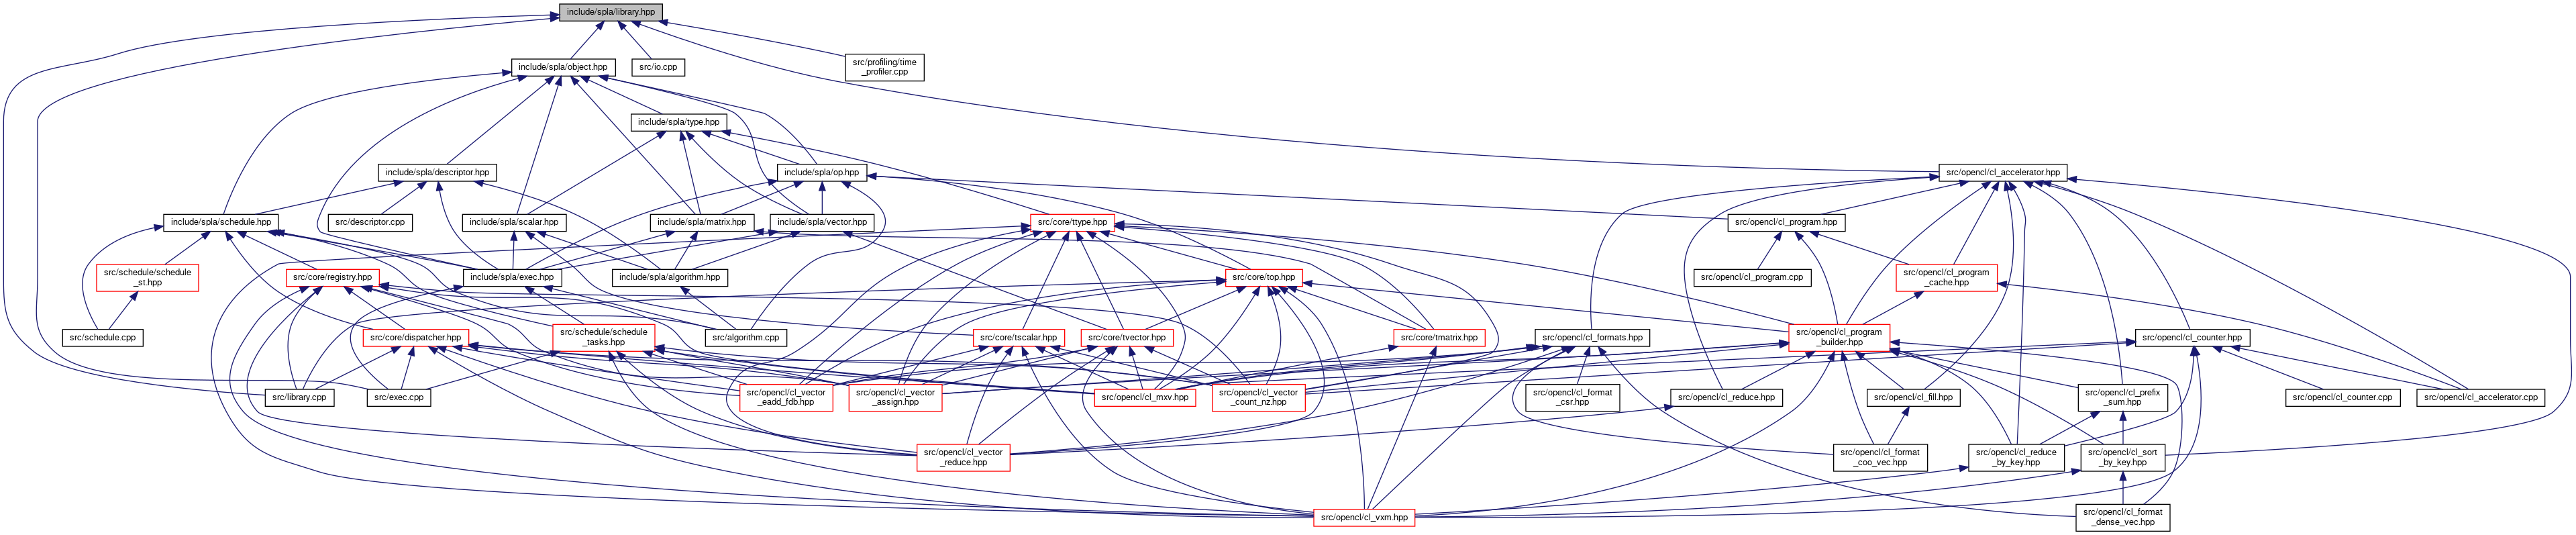 include/spla/library.hpp
include/spla/object.hpp
src/io.cpp
src/profiling/time
_profiler.cpp
include/spla/type.hpp
include/spla/descriptor.hpp
include/spla/op.hpp
src/opencl/cl_accelerator.hpp
include/spla/schedule.hpp
src/descriptor.cpp
include/spla/scalar.hpp
include/spla/matrix.hpp
include/spla/vector.hpp
src/core/ttype.hpp
src/opencl/cl_program.hpp
src/schedule/schedule
_st.hpp
src/core/registry.hpp
include/spla/exec.hpp
include/spla/algorithm.hpp
src/core/top.hpp
src/opencl/cl_program.cpp
src/opencl/cl_program
_cache.hpp
src/schedule.cpp
src/core/dispatcher.hpp
src/schedule/schedule
_tasks.hpp
src/algorithm.cpp
src/core/tscalar.hpp
src/core/tvector.hpp
src/core/tmatrix.hpp
src/opencl/cl_formats.hpp
src/opencl/cl_program
_builder.hpp
src/opencl/cl_counter.hpp
src/library.cpp
src/exec.cpp
src/opencl/cl_vector
_eadd_fdb.hpp
src/opencl/cl_vector
_assign.hpp
src/opencl/cl_mxv.hpp
src/opencl/cl_vector
_count_nz.hpp
src/opencl/cl_format
_csr.hpp
src/opencl/cl_reduce.hpp
src/opencl/cl_fill.hpp
src/opencl/cl_prefix
_sum.hpp
src/opencl/cl_counter.cpp
src/opencl/cl_accelerator.cpp
src/opencl/cl_vector
_reduce.hpp
src/opencl/cl_format
_coo_vec.hpp
src/opencl/cl_reduce
_by_key.hpp
src/opencl/cl_sort
_by_key.hpp
src/opencl/cl_vxm.hpp
src/opencl/cl_format
_dense_vec.hpp